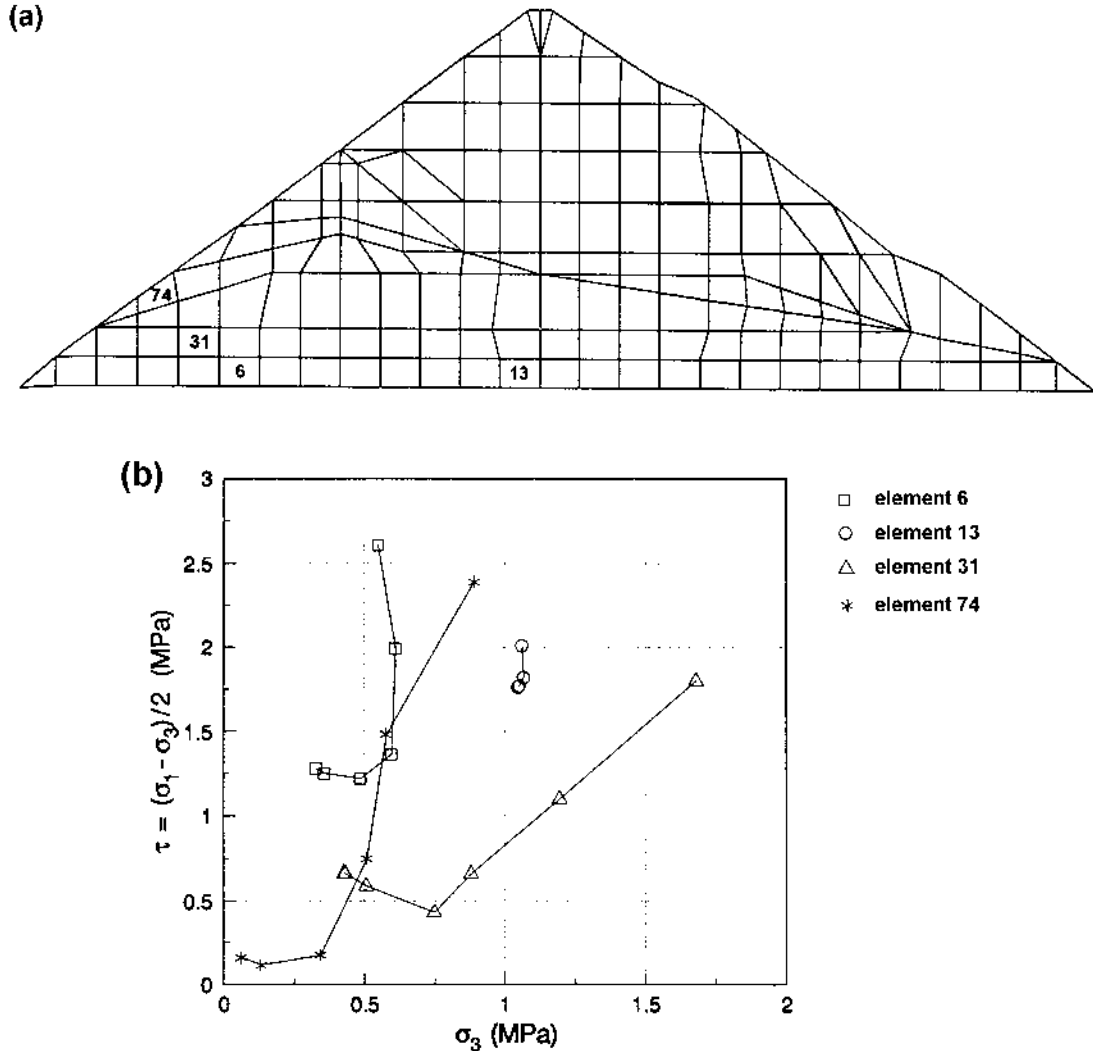 (a)
74
31
6
13
(b)
3
2.5
2
1.5
1
0.5
0
0 0.5 1 1.5 2
τ = (σ₁ - σ₃)/2 (MPa)
σ₃ (MPa)
element 6
element 13
element 31
element 74